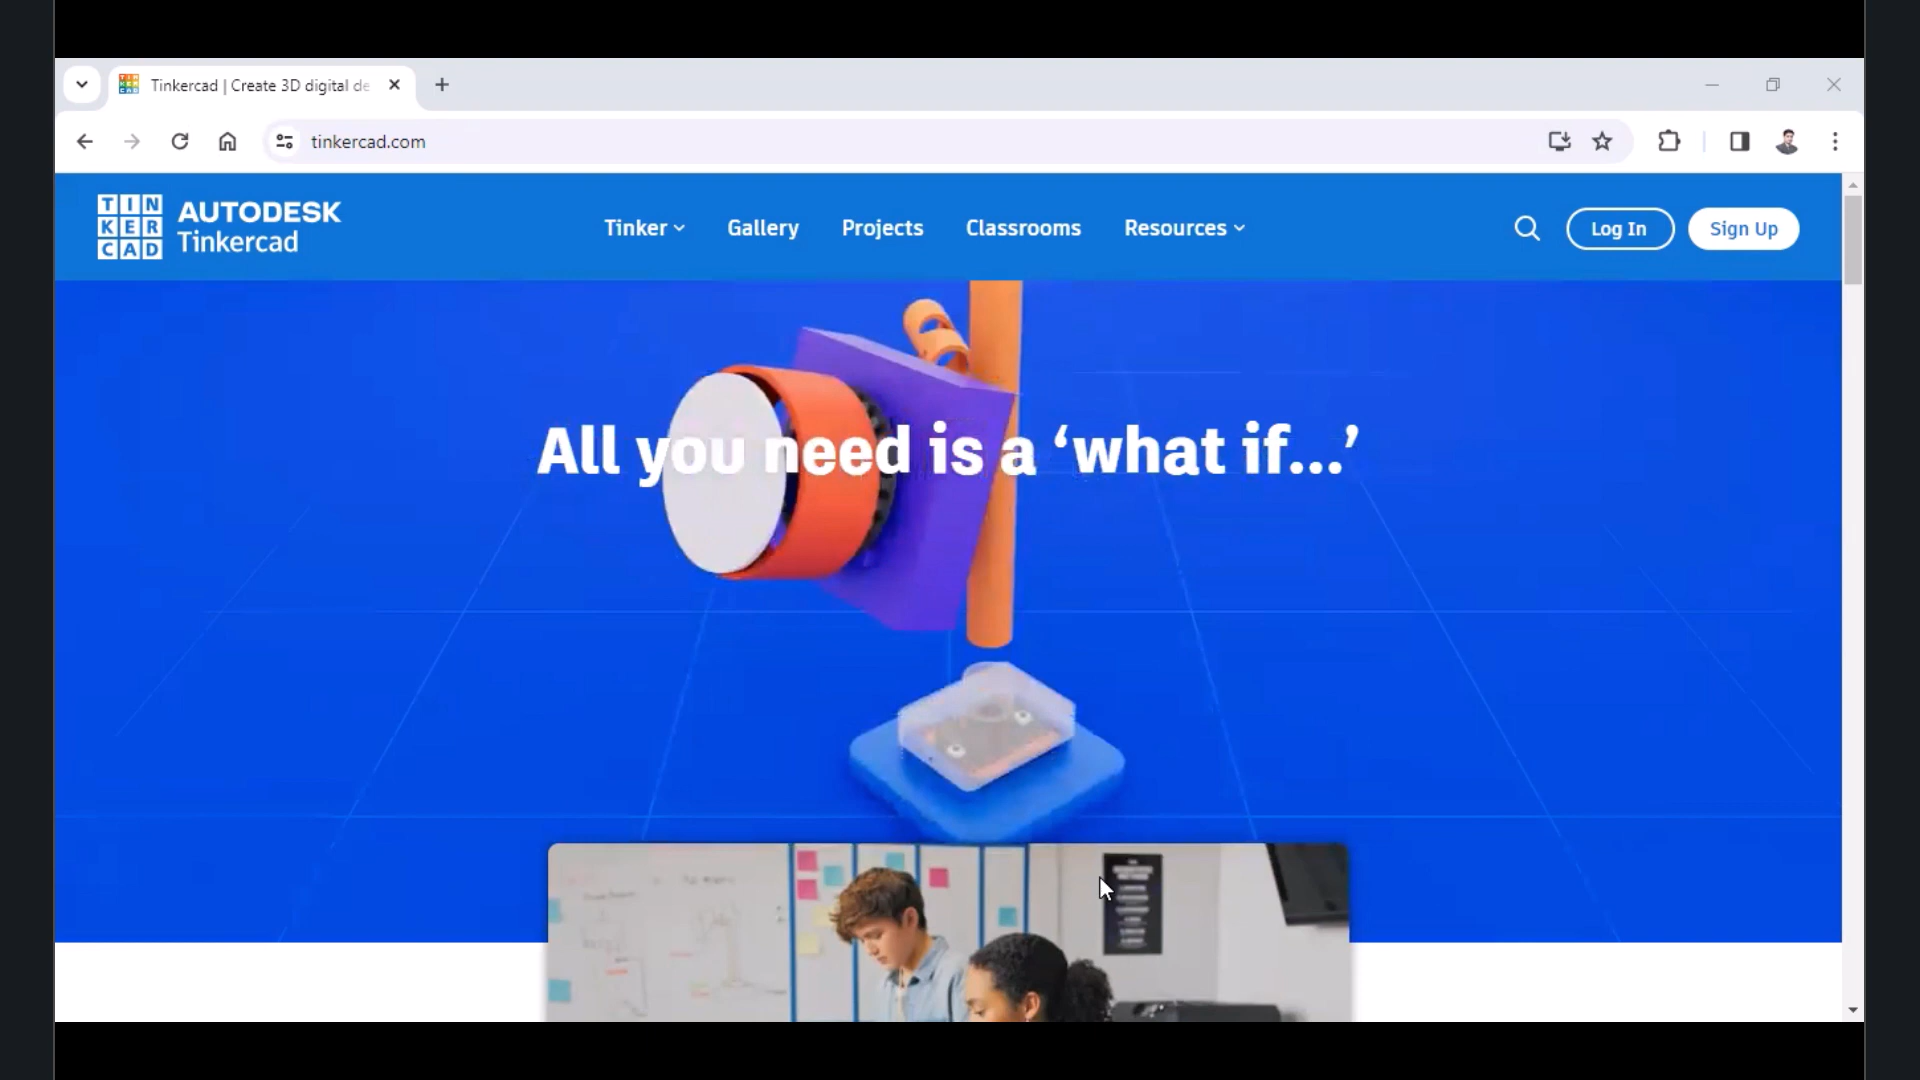 Tinkercad | Create 3D digital de
tinkercad.com
TIN
KER
CAD
AUTODESK
Tinkercad
Tinker
Gallery
Projects
Classrooms
Resources
Log In
Sign Up
All you need is a ‘what if...’